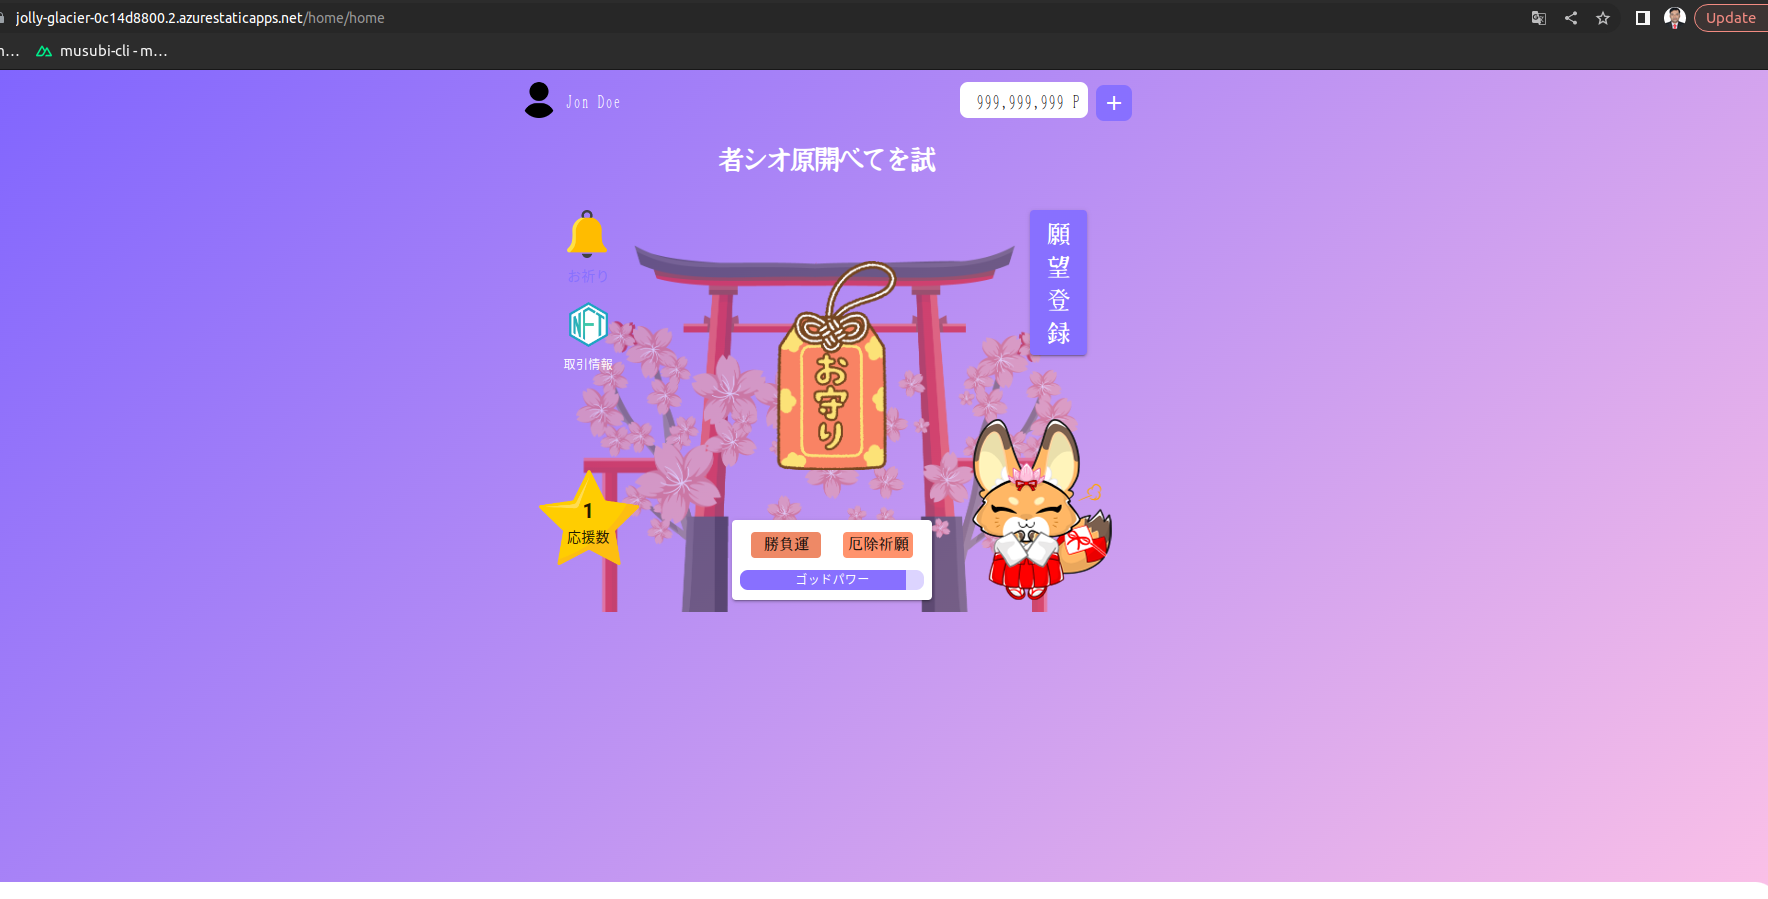 jolly-glacier-0c14d8800.2.azurestaticapps.net/home/home
Update
musubi-cli - m…
Jon Doe
999,999,999 P
+
者シオ原開べてを試
お祈り
願望登録
NFT
取引情報
お守り
1
応援数
勝負運
厄除祈願
ゴッドパワー